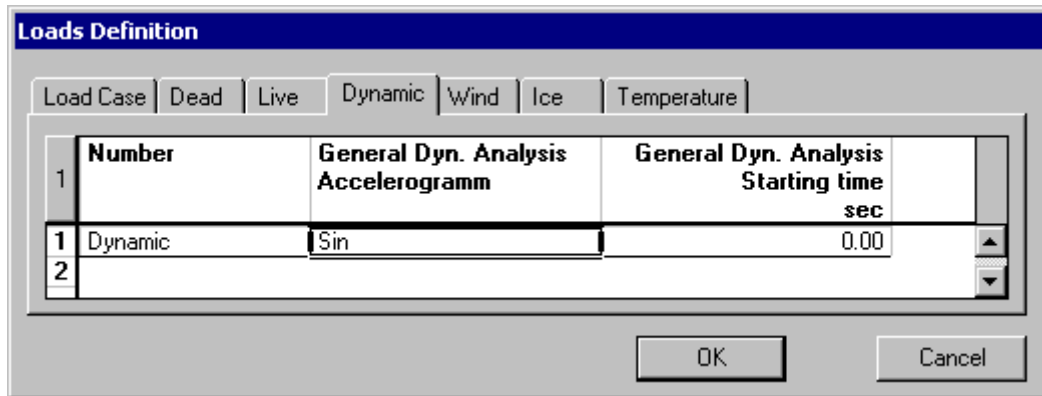 Loads Definition
Load Case Dead Live Dynamic Wind Ice Temperature
1 Number General Dyn. Analysis General Dyn. Analysis
Accelerogramm Starting time
sec
1 Dynamic Sin 0.00
2
OK Cancel